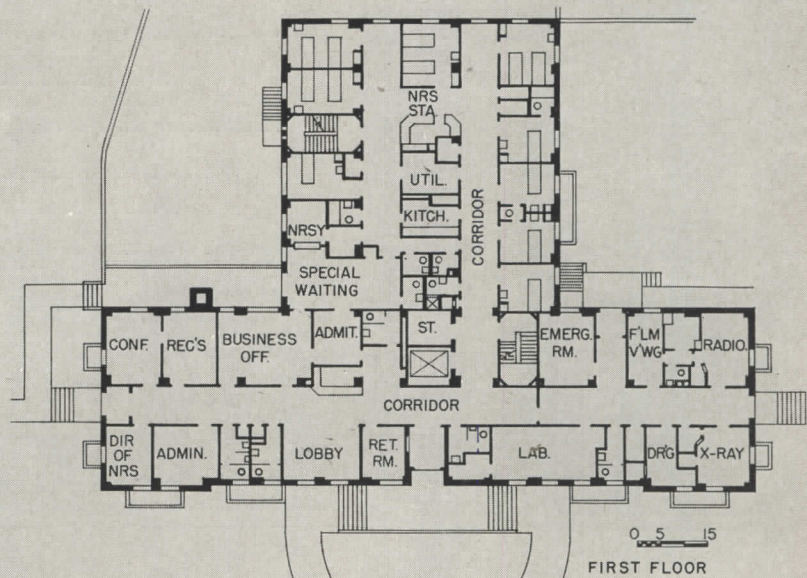 NRS
STA.
UTIL.
KITCH.
CORRIDOR
NRSY
SPECIAL
WAITING
CONF.
REC'S
BUSINESS
OFF.
ADMIT.
ST.
EMERG.
RM.
F'LM
V'WG
RADIO.
CORRIDOR
DIR
OF
NRS
ADMIN.
LOBBY
RET.
RM.
LAB.
DR'G
X-RAY
0 5 15
FIRST FLOOR